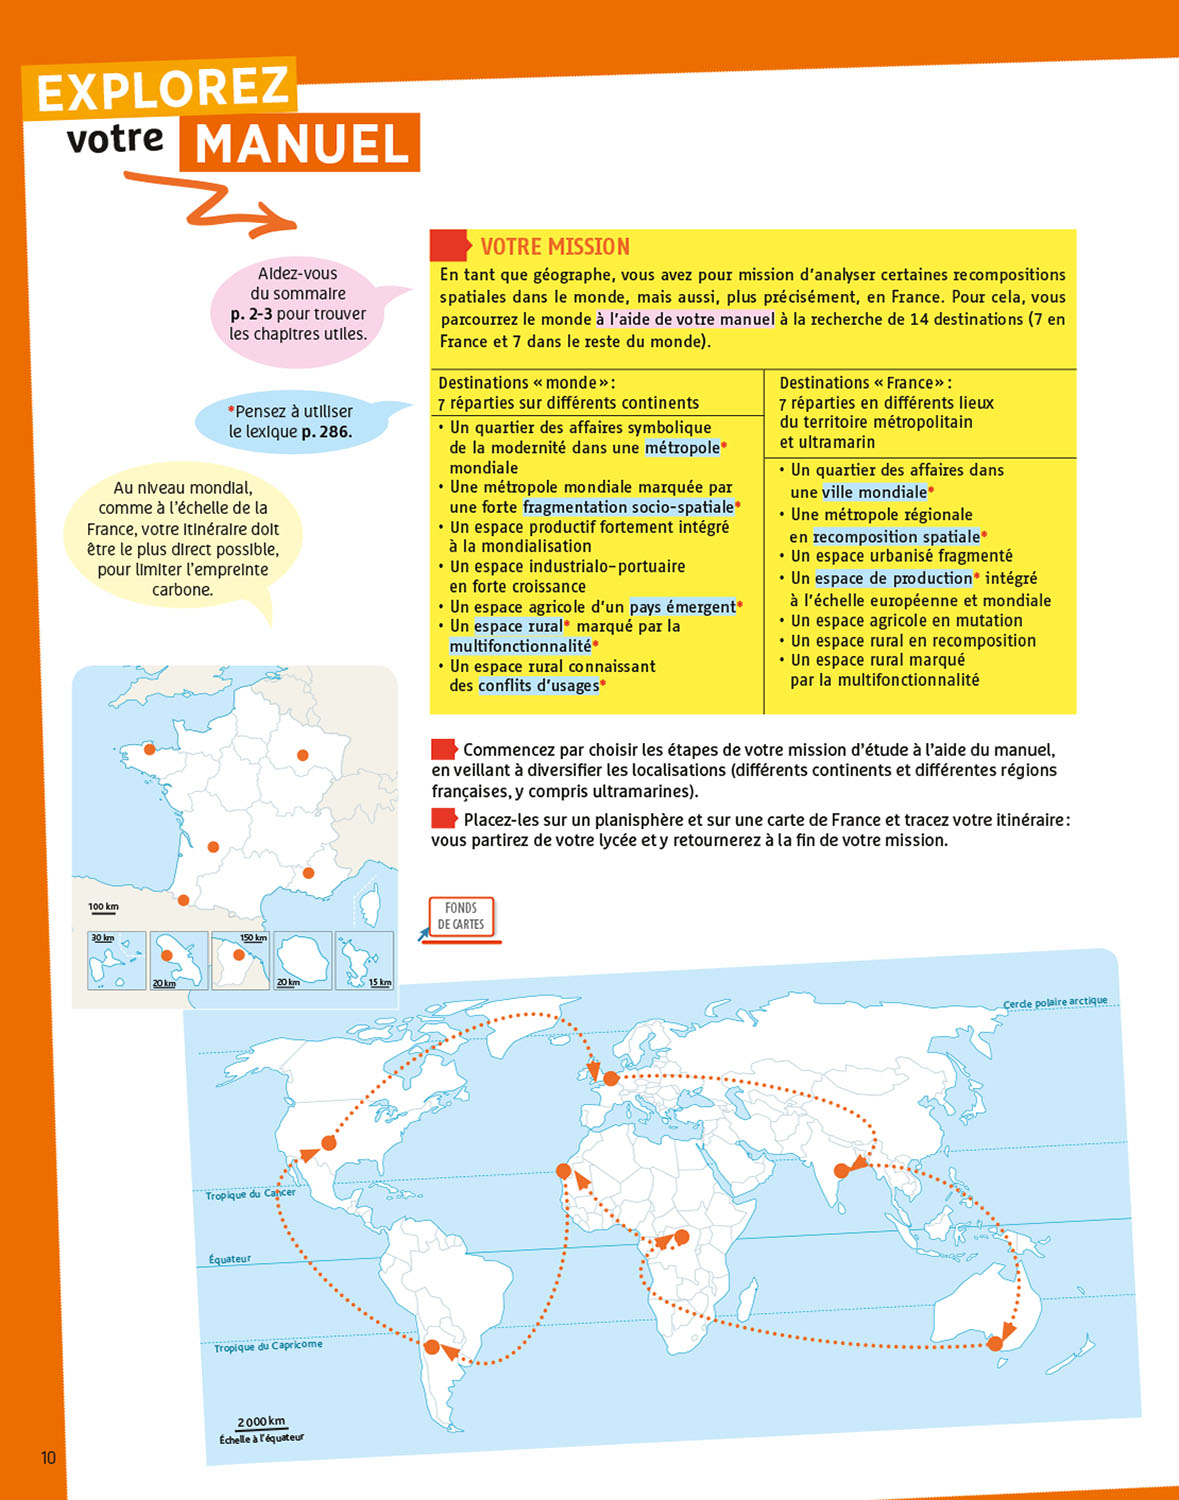 EXPLOREZ
votre MANUEL
Aidez-vous
du sommaire
p. 2-3 pour trouver
les chapitres utiles.
*Pensez à utiliser
le lexique p. 286.
Au niveau mondial,
comme à l'échelle de la
France, votre itinéraire doit
être le plus direct possible,
pour limiter l'empreinte
carbone.
VOTRE MISSION
En tant que géographe, vous avez pour mission d'analyser certaines recompositions
spatiales dans le monde, mais aussi, plus précisément, en France. Pour cela, vous
parcourrez le monde à l'aide de votre manuel à la recherche de 14 destinations (7 en
France et 7 dans le reste du monde).
Destinations « monde » :
7 réparties sur différents continents
• Un quartier des affaires symbolique
de la modernité dans une métropole*
mondiale
• Une métropole mondiale marquée par
une forte fragmentation socio-spatiale*
• Un espace productif fortement intégré
à la mondialisation
• Un espace industrialo-portuaire
en forte croissance
• Un espace agricole d'un pays émergent*
• Un espace rural* marqué par la
multifonctionnalité*
• Un espace rural connaissant
des conflits d'usages*
Destinations « France » :
7 réparties en différents lieux
du territoire métropolitain
et ultramarin
• Un quartier des affaires dans
une ville mondiale*
• Une métropole régionale
en recomposition spatiale*
• Un espace urbanisé fragmenté
• Un espace de production* intégré
à l'échelle européenne et mondiale
• Un espace agricole en mutation
• Un espace rural en recomposition
• Un espace rural marqué
par la multifonctionnalité
Commencez par choisir les étapes de votre mission d'étude à l'aide du manuel,
en veillant à diversifier les localisations (différents continents et différentes régions
françaises, y compris ultramarines).
Placez-les sur un planisphère et sur une carte de France et tracez votre itinéraire :
vous partirez de votre lycée et y retournerez à la fin de votre mission.
FONDS
DE CARTES
100 km
30 km
20 km
150 km
20 km
15 km
Cercle polaire arctique
Tropique du Cancer
Équateur
Tropique du Capricorne
2 000 km
Échelle à l'équateur
10